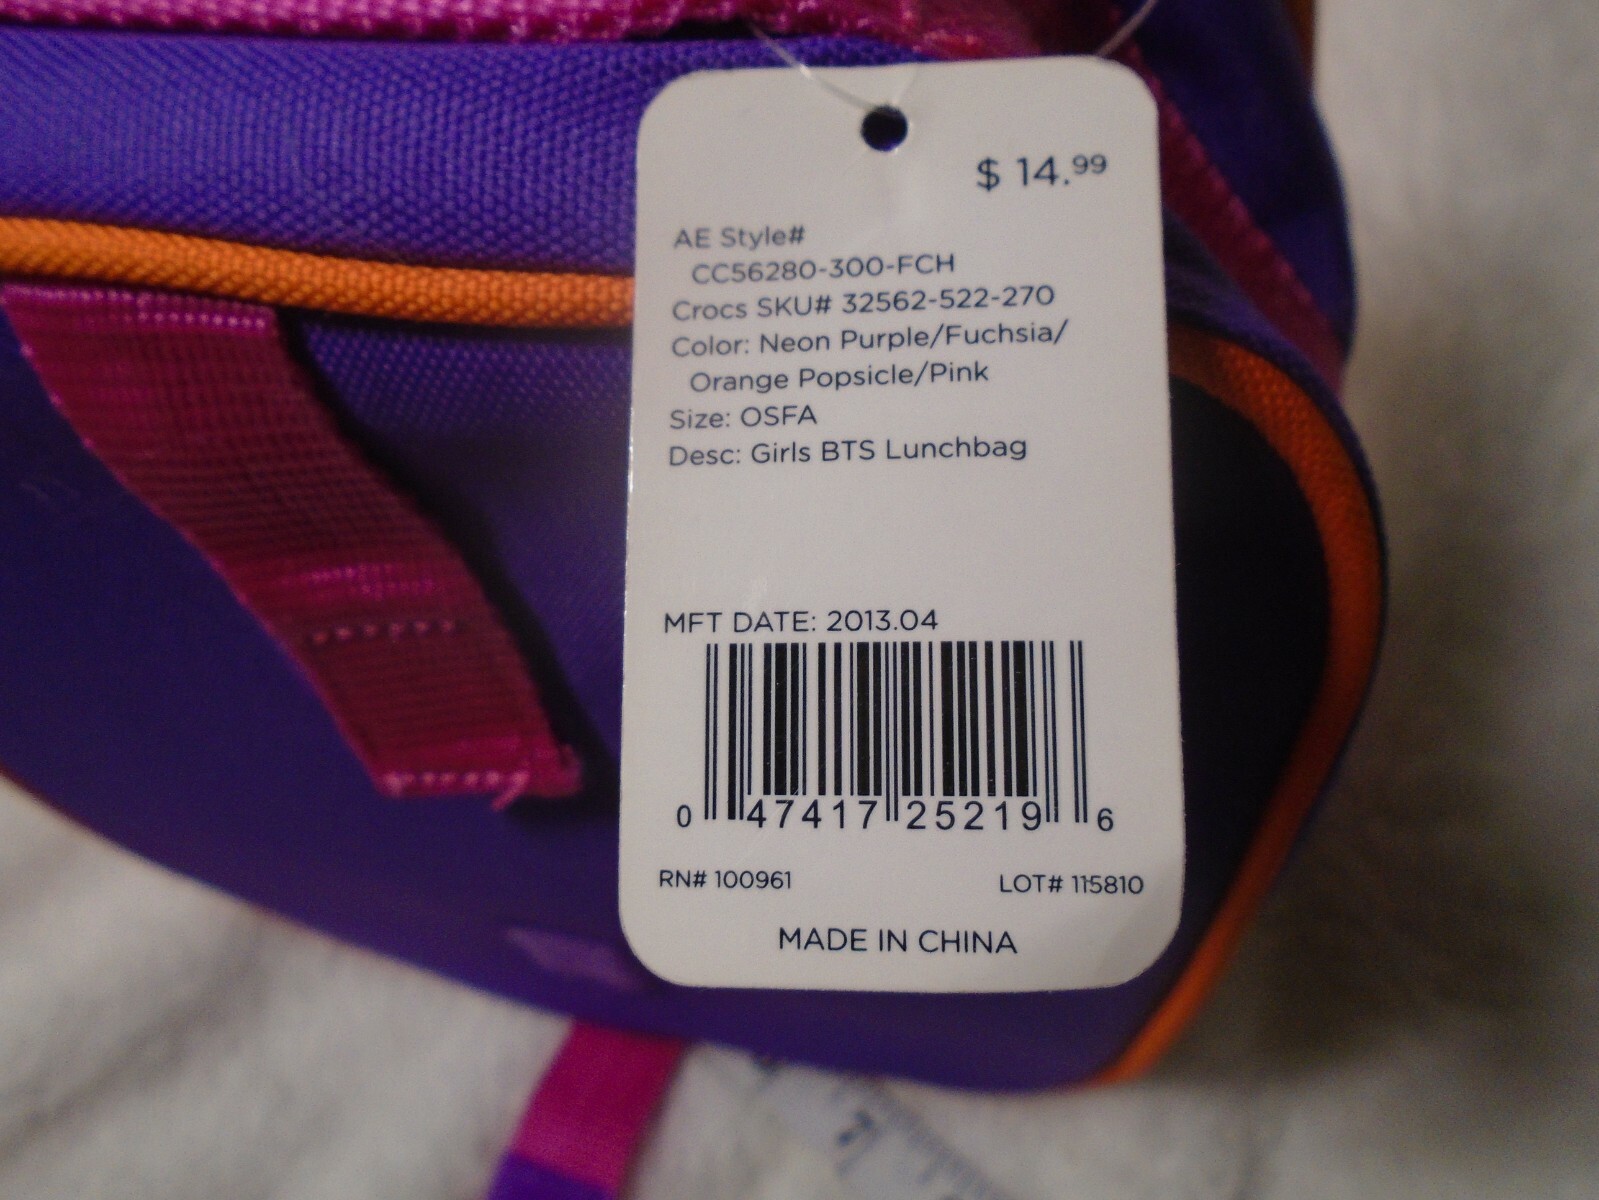 $ 14.99
AE Style#
CC56280-300-FCH
Crocs SKU# 32562-522-270
Color: Neon Purple/Fuchsia/
Orange Popsicle/Pink
Size: OSFA
Desc: Girls BTS Lunchbag
MFT DATE: 2013.04
0 47417 25219 6
RN# 100961 LOT# 115810
MADE IN CHINA
7